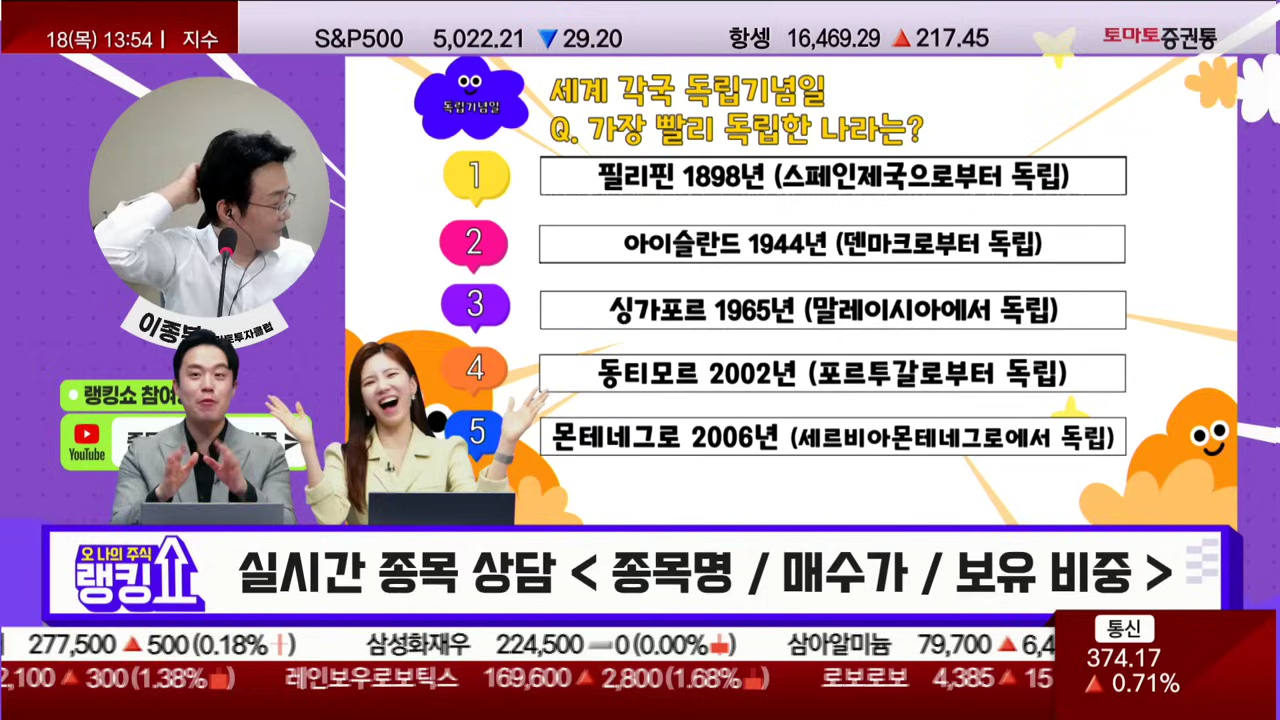 18(목) 13:54
지수
S&P500 5,022.21 ▼ 29.20
항셍 16,469.29 ▲ 217.45
토마토증권통
독립기념일
세계 각국 독립기념일
Q. 가장 빨리 독립한 나라는?
1 필리핀 1898년 (스페인제국으로부터 독립)
2 아이슬란드 1944년 (덴마크로부터 독립)
3 싱가포르 1965년 (말레이시아에서 독립)
4 동티모르 2002년 (포르투갈로부터 독립)
5 몬테네그로 2006년 (세르비아몬테네그로에서 독립)
랭킹쇼 참여
YouTube
오 나의 주식
랭킹쇼
실시간 종목 상담 < 종목명 / 매수가 / 보유 비중 >
277,500 ▲ 500 (0.18%) 삼성화재우 224,500 0 (0.00%) 삼아알미늄 79,700 ▲ 6,4
2,100 ▲ 300 (1.38%) 레인보우로보틱스 169,600 ▲ 2,800 (1.68%) 로보로보 4,385 ▲ 15
통신
374.17
▲ 0.71%